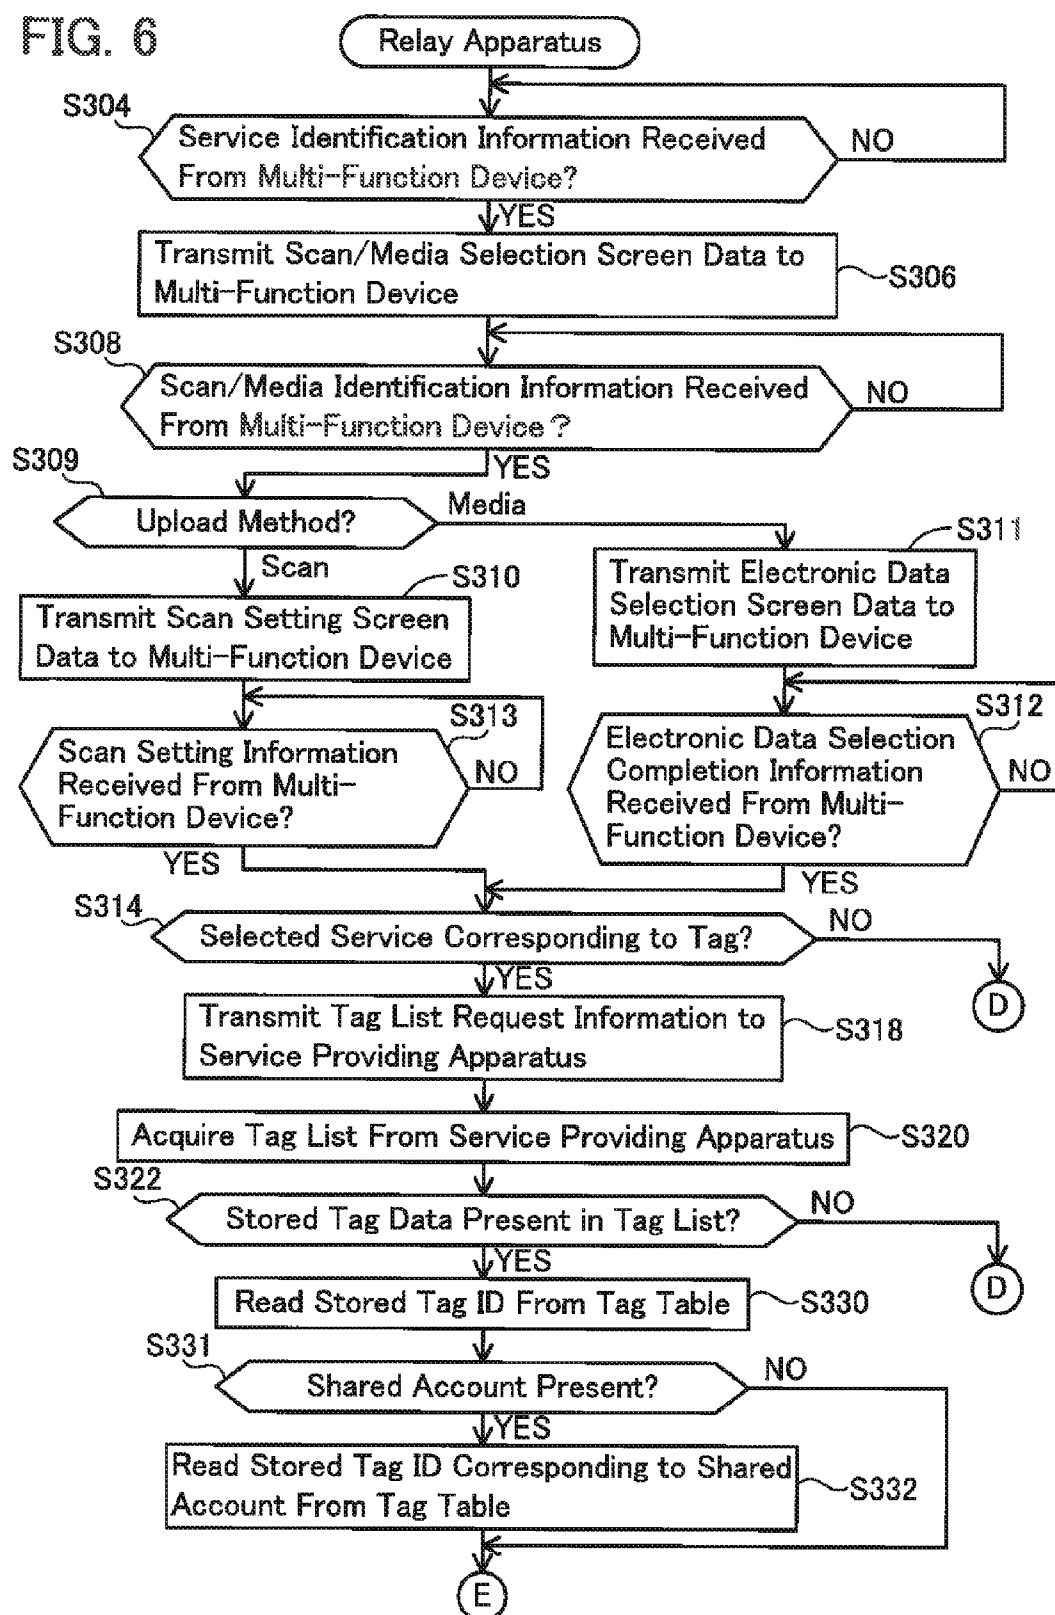 FIG. 6
Relay Apparatus
S304
Service Identification Information Received
From Multi-Function Device?
NO
YES
Transmit Scan/Media Selection Screen Data to
Multi-Function Device
S306
S308
Scan/Media Identification Information Received
From Multi-Function Device?
NO
YES
S309
Upload Method?
Media
Scan
S310
Transmit Scan Setting Screen
Data to Multi-Function Device
S311
Transmit Electronic Data
Selection Screen Data to
Multi-Function Device
S313
Scan Setting Information
Received From Multi-
Function Device?
NO
YES
S312
Electronic Data Selection
Completion Information
Received From Multi-
Function Device?
NO
YES
S314
Selected Service Corresponding to Tag?
NO
D
YES
Transmit Tag List Request Information to
Service Providing Apparatus
S318
Acquire Tag List From Service Providing Apparatus
S320
S322
Stored Tag Data Present in Tag List?
NO
D
YES
Read Stored Tag ID From Tag Table
S330
S331
Shared Account Present?
NO
YES
Read Stored Tag ID Corresponding to Shared
Account From Tag Table
S332
E